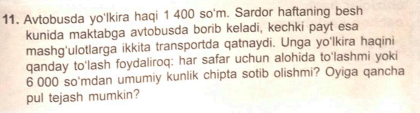 11. Avtobusda yo'lkira haqi 1 400 so'm. Sardor haftaning besh
kunida maktabga avtobusda borib keladi, kechki payt esa
mashg'ulotlarga ikkita transportda qatnaydi. Unga yo'lkira haqini
qanday to'lash foydaliroq: har safar uchun alohida to'lashmi yoki
6 000 so'mdan umumiy kunlik chipta sotib olishmi? Oyiga qancha
pul tejash mumkin?